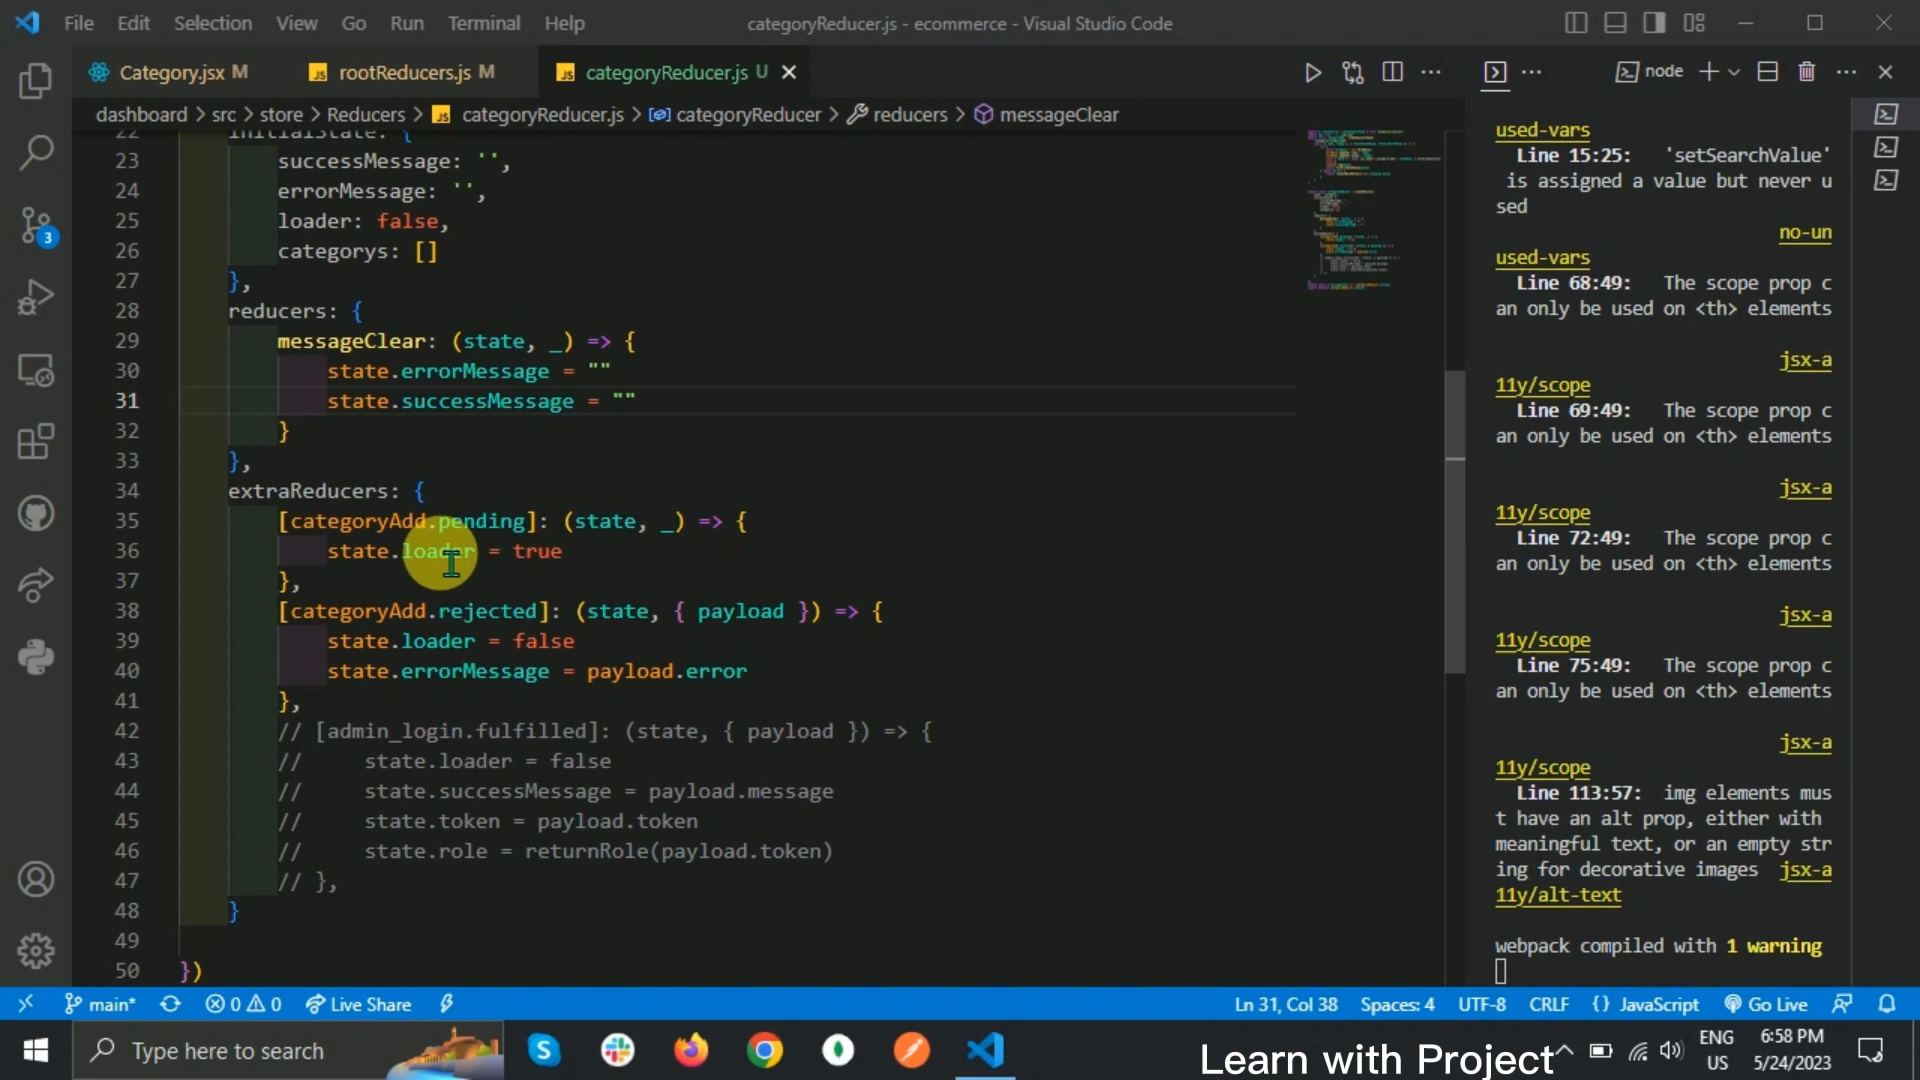 File Edit Selection View Go Run Terminal Help
categoryReducer.js - ecommerce - Visual Studio Code
Category.jsx M
rootReducers.js M
categoryReducer.js U
node
dashboard > src > store > Reducers > categoryReducer.js > categoryReducer > reducers > messageClear
22 initialState: {
23 successMessage: '',
24 errorMessage: '',
25 loader: false,
26 categorys: []
27 },
28 reducers: {
29 messageClear: (state, _) => {
30 state.errorMessage = ""
31 state.successMessage = ""
32 }
33 },
34 extraReducers: {
35 [categoryAdd.pending]: (state, _) => {
36 state.loader = true
37 },
38 [categoryAdd.rejected]: (state, { payload }) => {
39 state.loader = false
40 state.errorMessage = payload.error
41 },
42 // [admin_login.fulfilled]: (state, { payload }) => {
43 // state.loader = false
44 // state.successMessage = payload.message
45 // state.token = payload.token
46 // state.role = returnRole(payload.token)
47 // },
48 }
49
50 })
used-vars
Line 15:25: 'setSearchValue'
is assigned a value but never u
sed
no-un
used-vars
Line 68:49: The scope prop c
an only be used on <th> elements
jsx-a
11y/scope
Line 69:49: The scope prop c
an only be used on <th> elements
jsx-a
11y/scope
Line 72:49: The scope prop c
an only be used on <th> elements
jsx-a
11y/scope
Line 75:49: The scope prop c
an only be used on <th> elements
jsx-a
11y/scope
Line 113:57: img elements mus
t have an alt prop, either with
meaningful text, or an empty str
ing for decorative images jsx-a
11y/alt-text
webpack compiled with 1 warning
3
main* 0 0 Live Share
Ln 31, Col 38 Spaces: 4 UTF-8 CRLF {} JavaScript Go Live
Type here to search
Learn with Project
ENG
US
6:58 PM
5/24/2023